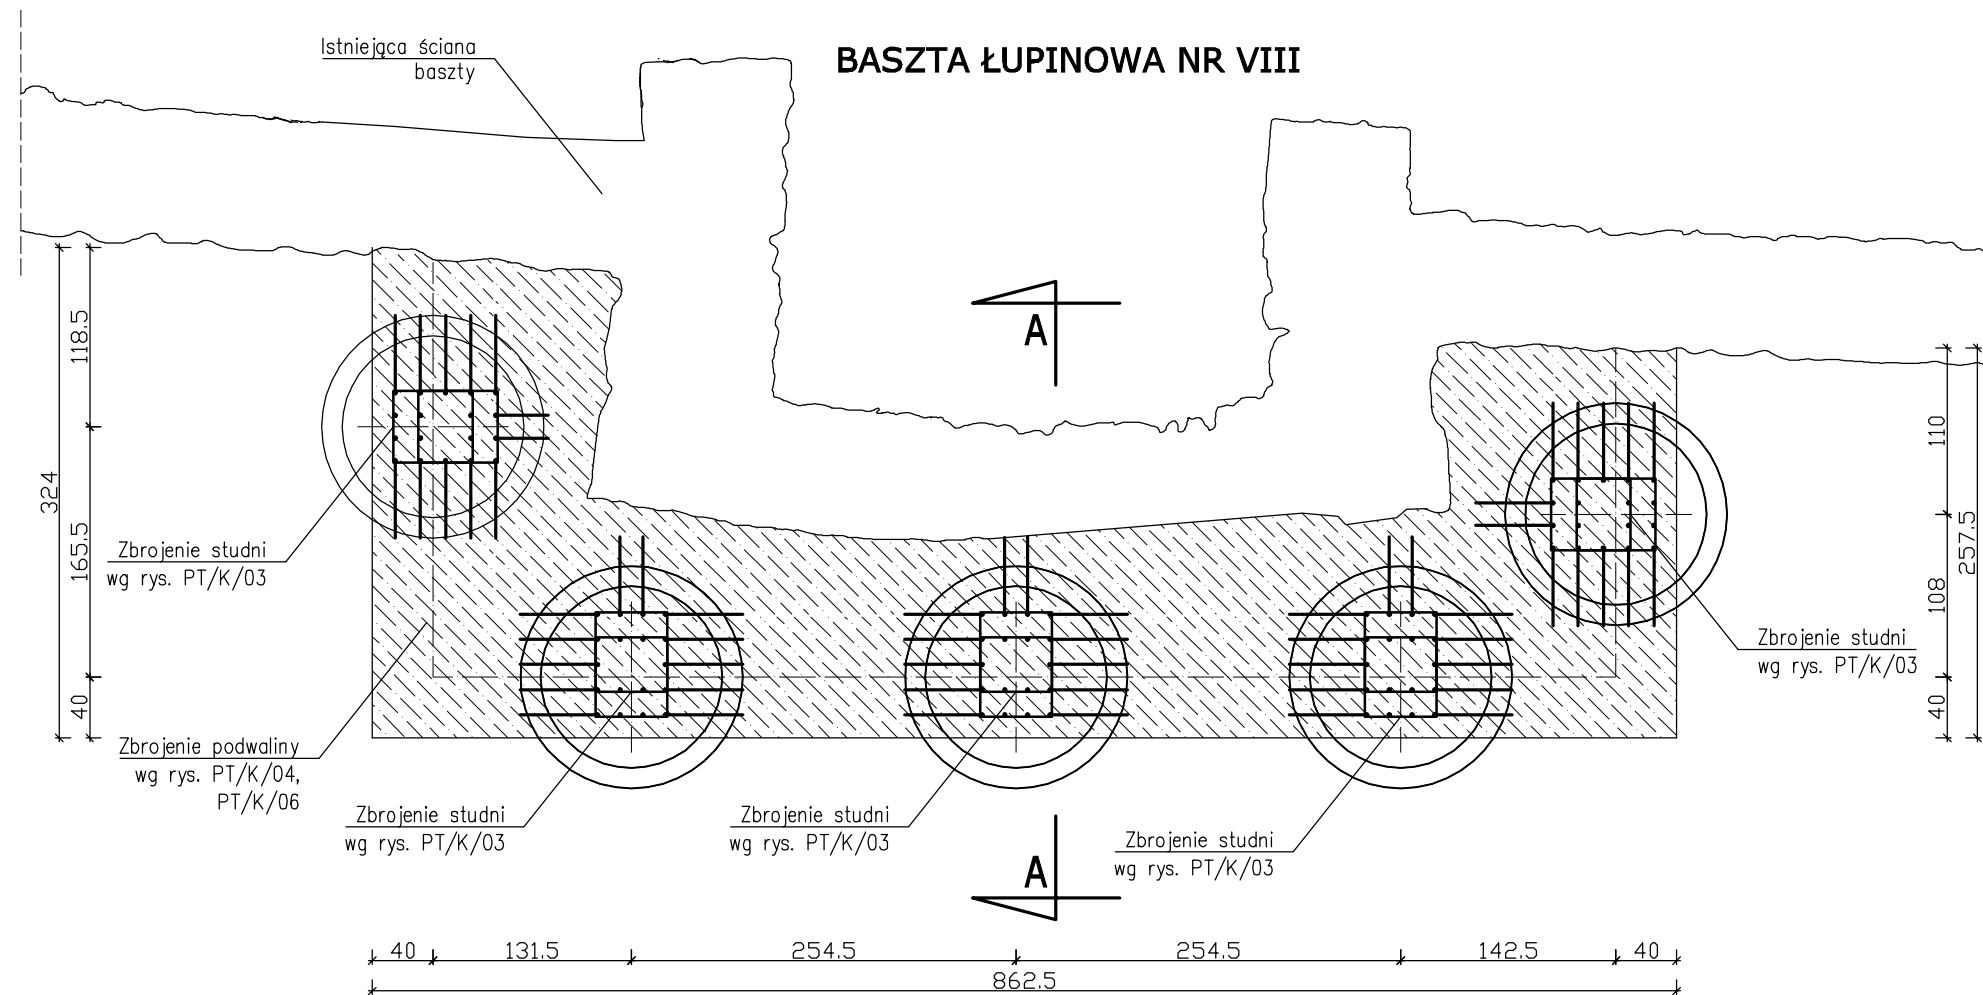 BASZTA ŁUPINOWA NR VIII
Istniejąca ściana
baszty
A
118.5
324
165.5
40
110
108
257.5
40
Zbrojenie studni
wg rys. PT/K/03
Zbrojenie studni
wg rys. PT/K/03
Zbrojenie podwaliny
wg rys. PT/K/04,
PT/K/06
Zbrojenie studni
wg rys. PT/K/03
Zbrojenie studni
wg rys. PT/K/03
Zbrojenie studni
wg rys. PT/K/03
A
40 131.5 254.5 254.5 142.5 40
862.5